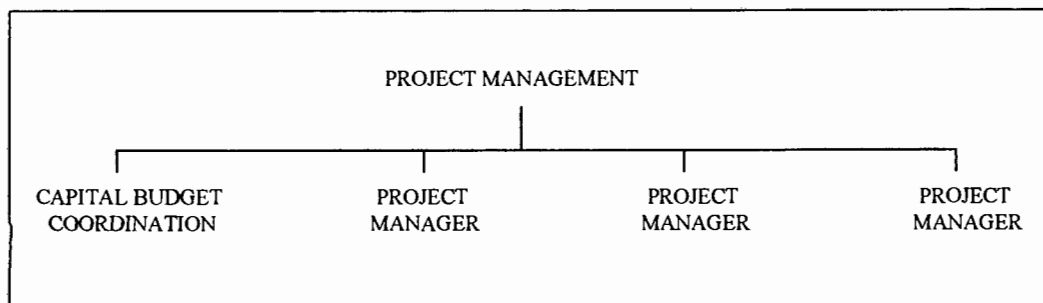 PROJECT MANAGEMENT
CAPITAL BUDGET
COORDINATION
PROJECT
MANAGER
PROJECT
MANAGER
PROJECT
MANAGER